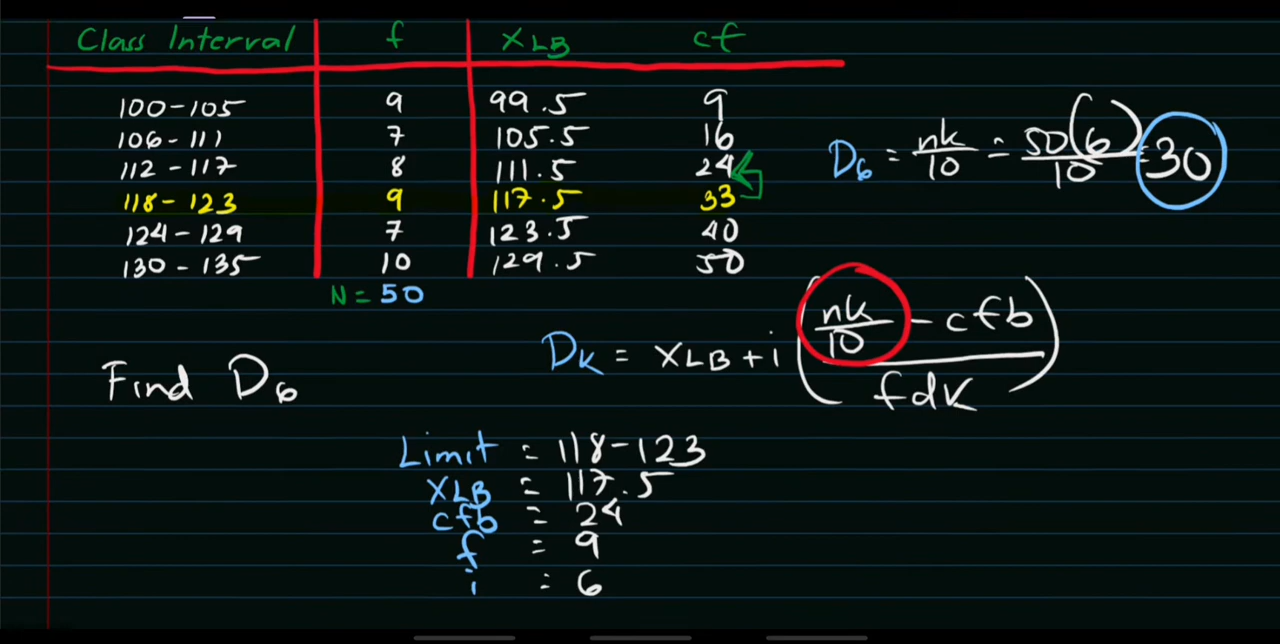 Class Interval f XLB cf
100-105 9 99.5 9
106-111 7 105.5 16
112-117 8 111.5 24
118-123 9 117.5 33
124-129 7 123.5 40
130-135 10 129.5 50
N = 50
D6 = nk/10 = 50(6)/10 = 30
DK = XLB + i (nk/10 - cfb / fdk)
Find D6
Limit = 118-123
XLB = 117.5
cfb = 24
f = 9
i = 6